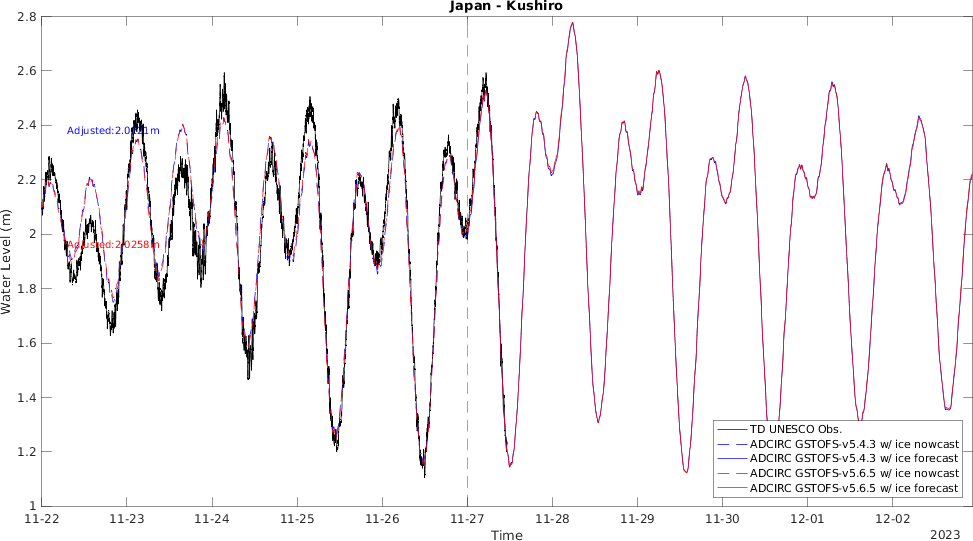 Japan - Kushiro
Water Level (m)
2.8
2.6
2.4
2.2
2
1.8
1.6
1.4
1.2
1
Adjusted:2.0021m
Adjusted:2.0258m
TD UNESCO Obs.
ADCIRC GSTOFS-v5.4.3 w/ ice nowcast
ADCIRC GSTOFS-v5.4.3 w/ ice forecast
ADCIRC GSTOFS-v5.6.5 w/ ice nowcast
ADCIRC GSTOFS-v5.6.5 w/ ice forecast
11-22 11-23 11-24 11-25 11-26 11-27 11-28 11-29 11-30 12-01 12-02
Time
2023